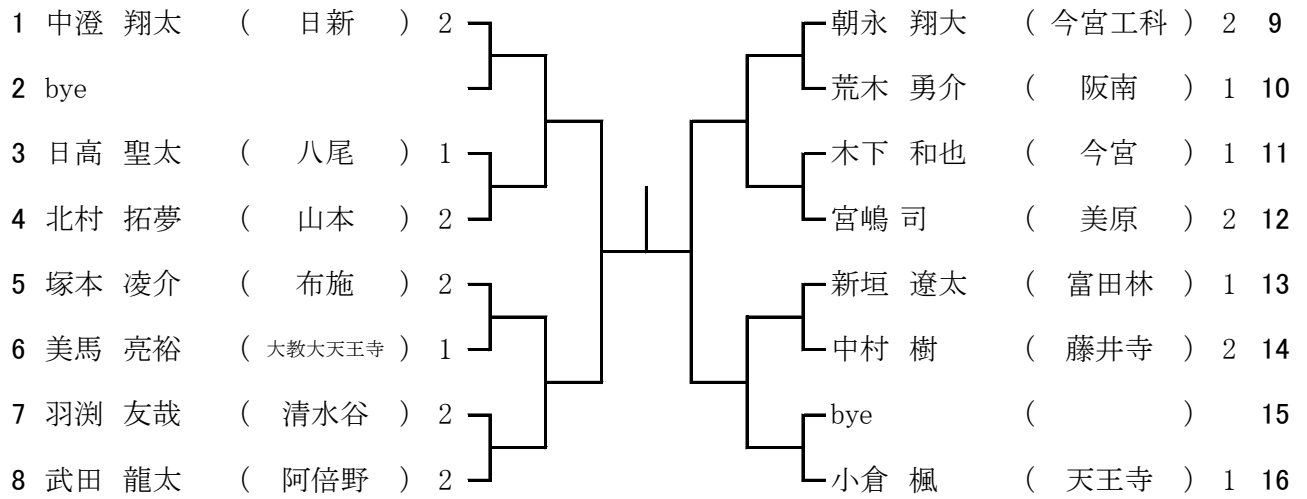 1 中澄 翔太 ( 日新 ) 2
2 bye
3 日高 聖太 ( 八尾 ) 1
4 北村 拓夢 ( 山本 ) 2
5 塚本 凌介 ( 布施 ) 2
6 美馬 亮裕 ( 大教大天王寺 ) 1
7 羽渕 友哉 ( 清水谷 ) 2
8 武田 龍太 ( 阿倍野 ) 2
朝永 翔大 ( 今宮工科 ) 2 9
荒木 勇介 ( 阪南 ) 1 10
木下 和也 ( 今宮 ) 1 11
宮嶋 司 ( 美原 ) 2 12
新垣 遼太 ( 富田林 ) 1 13
中村 樹 ( 藤井寺 ) 2 14
bye ( ) 15
小倉 楓 ( 天王寺 ) 1 16